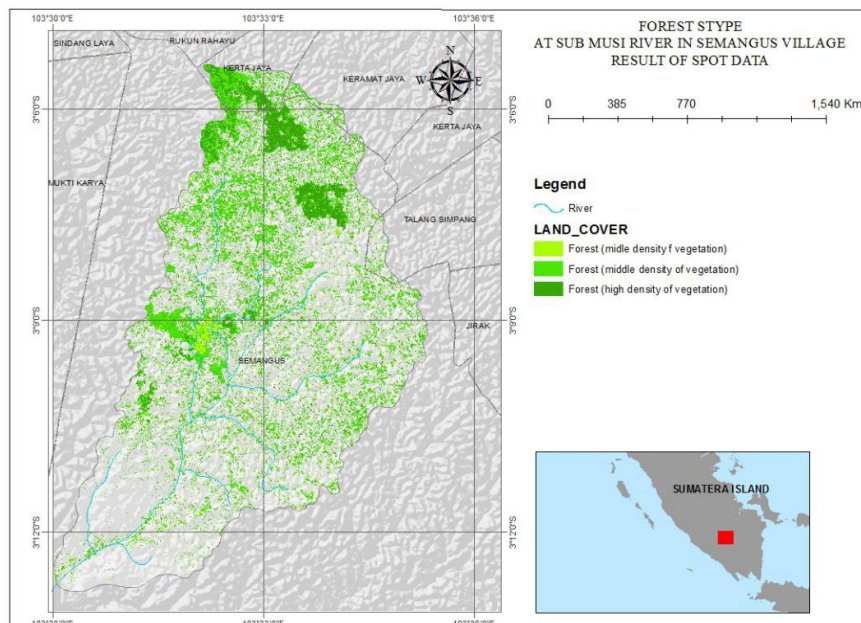 FOREST STYPE
AT SUB MUSI RIVER IN SEMANGUS VILLAGE
RESULT OF SPOT DATA
0 385 770 1,540 Km
Legend
River
LAND_COVER
Forest (midle density f vegetation)
Forest (middle density of vegetation)
Forest (high density of vegetation)
SUMATERA ISLAND
103°30'0"E 103°33'0"E 103°36'0"E
SINDANG LAYA
RUKUN RAHAYU
KERTA JAYA
KERAMAT JAYA
N
W E
S
3°6'0"S 3°6'0"S
KERTA JAYA
MUKTI KARYA
TALANG SIMPANG
3°9'0"S 3°9'0"S
JIRAK
SEMANGUS
3°12'0"S 3°12'0"S